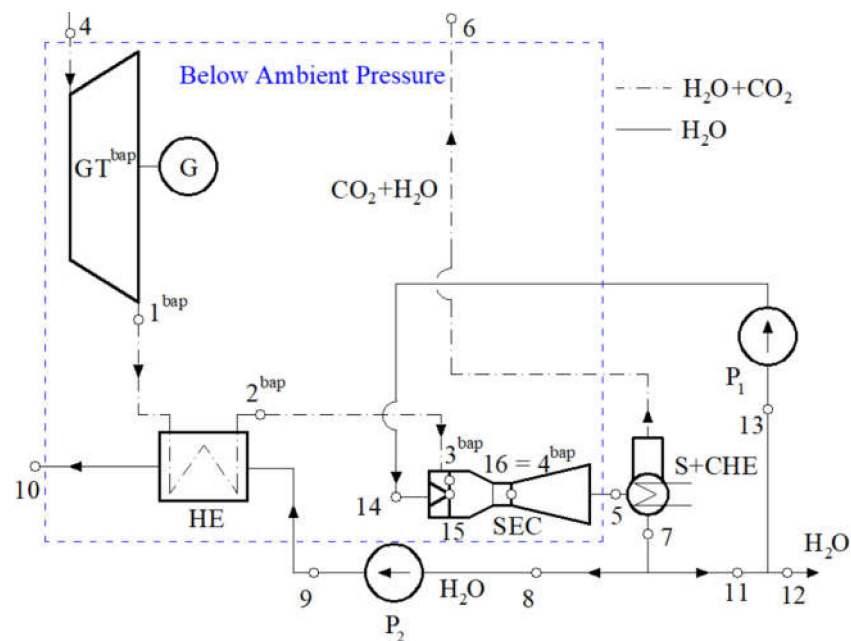 4
6
Below Ambient Pressure
H₂O+CO₂
H₂O
GTᵇᵃᵖ
G
CO₂+H₂O
1ᵇᵃᵖ
P₁
2ᵇᵃᵖ
13
3ᵇᵃᵖ
16 = 4ᵇᵃᵖ
S+CHE
10
HE
14
15
SEC
5
7
H₂O
9
P₂
H₂O
8
11
12